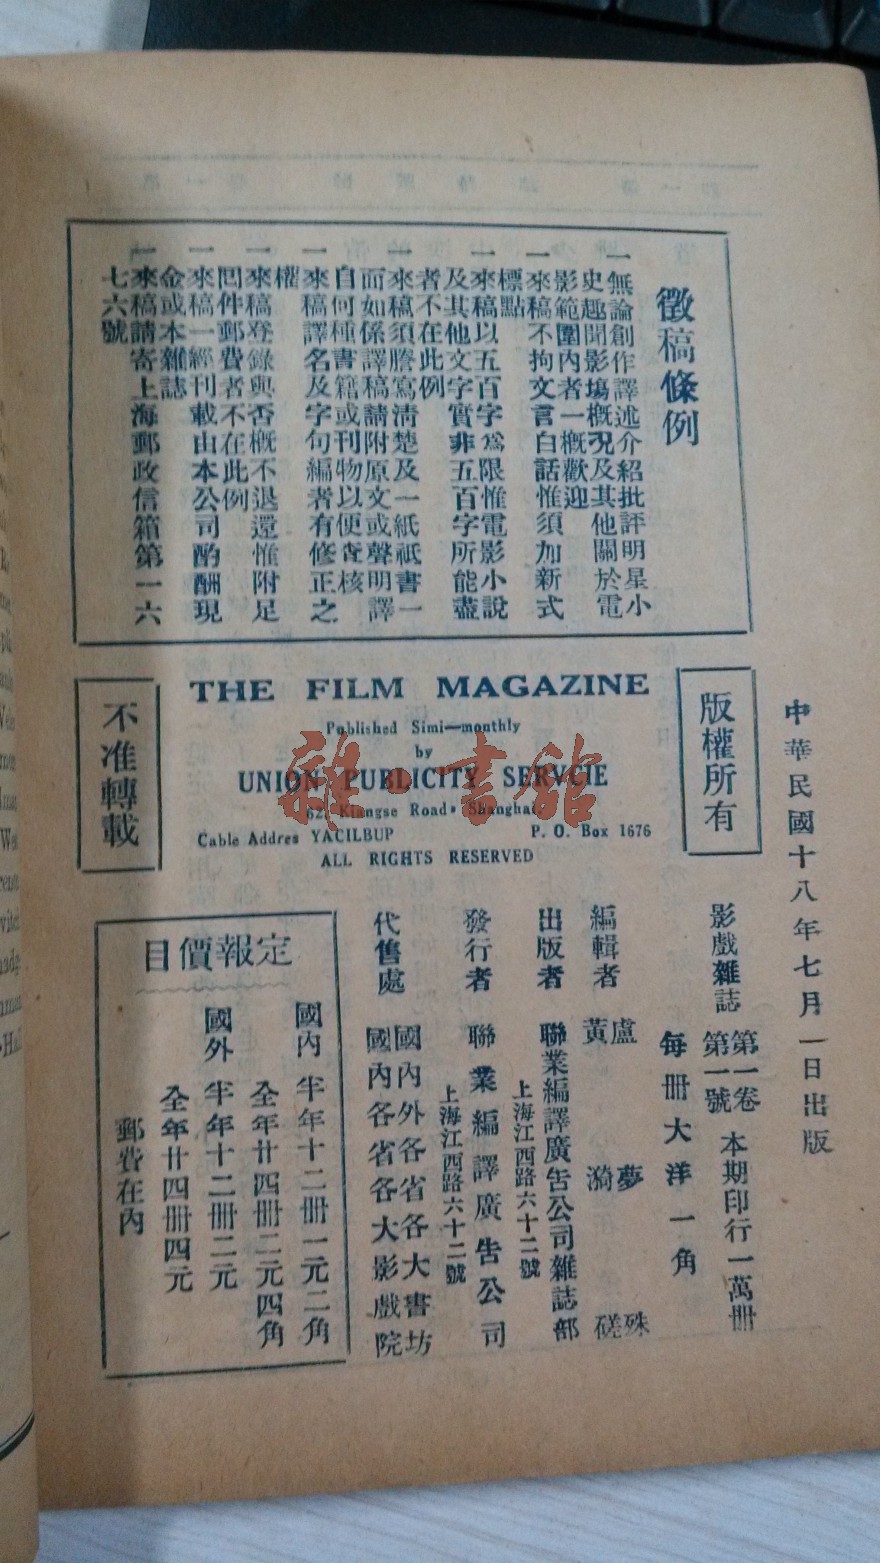 徵稿條例
一無論創作譯述介紹批評明星小
史趣聞影塲概况及其他關於電
影範圍內者一概歡迎
一來稿不拘文言白話惟須加新式
標點
一來稿以五百字爲限惟電影小說
及其他文字實非五百字所能盡
者不在此例
一來稿須謄寫清楚及一紙祇書一
面如係譯稿請附原文或聲明譯
自何種書籍或刊物以便查核
一來稿譯名及字句編者有修正之
權
一來稿登錄與否概不退還惟附足
囘件郵費者不在此例
一來稿一經刊載由本公司酌酬現
金或本雜誌
一來稿請寄上海郵政信箱第一六
七六號
版權所有
THE FILM MAGAZINE
Published Simi—monthly
by
UNION PUBLICITY SERVCIE
62 Kiangse Road, Shanghai
Cable Addres YACILBUP P. O. Box 1676
ALL RIGHTS RESERVED
不准轉載
雜·書館
中華民國十八年七月一日出版
影戲雜誌 第一卷 第一號 本期印行一萬册
每册大洋一角
編輯者 盧夢殊
黃漪磋
出版者 聯業編譯廣告公司雜誌部
上海江西路六十二號
發行者 聯業編譯廣告公司
上海江西路六十二號
代售處 國內外各省各大書坊
國內各省各大影戲院
定報價目
國內 半年十二册一元二角
全年廿四册二元四角
國外 半年十二册二元
全年廿四册四元
郵費在內